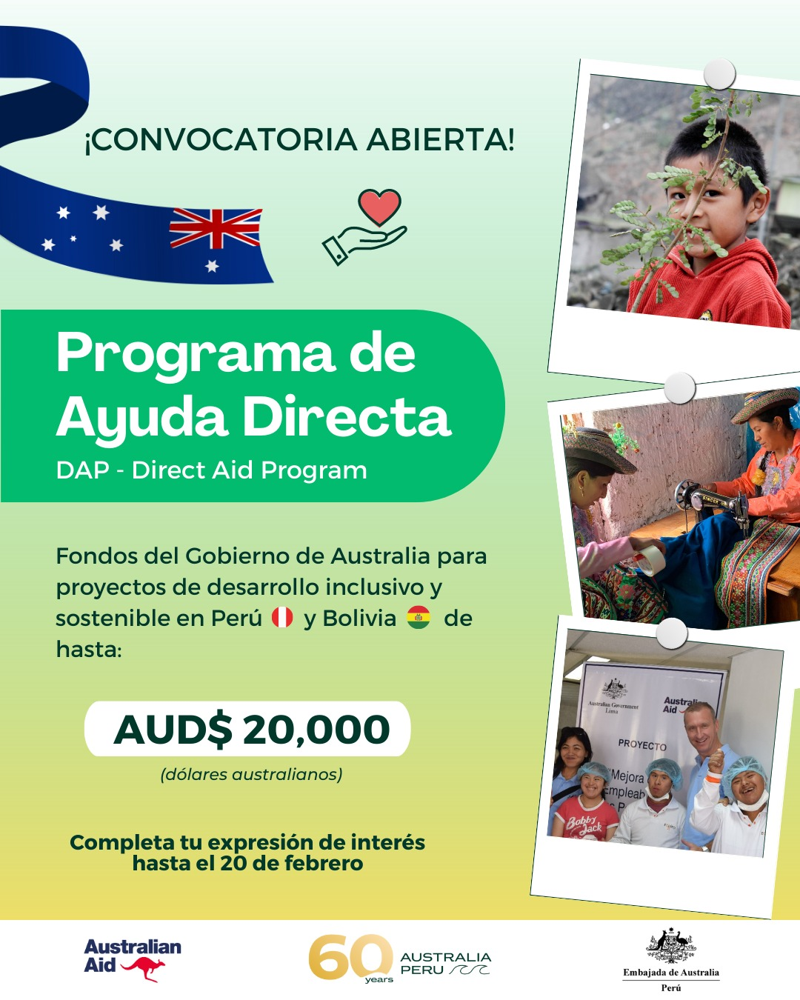 ¡CONVOCATORIA ABIERTA!
Programa de
Ayuda Directa
DAP - Direct Aid Program
Fondos del Gobierno de Australia para
proyectos de desarrollo inclusivo y
sostenible en Perú y Bolivia de
hasta:
AUD$ 20,000
(dólares australianos)
Completa tu expresión de interés
hasta el 20 de febrero
SINGER
Australian Government
Lima
Australian
Aid
PROYECTO
"Mejora
Empleab
Bobby
Jack
Australian
Aid
60
years
AUSTRALIA
PERU
Embajada de Australia
Perú